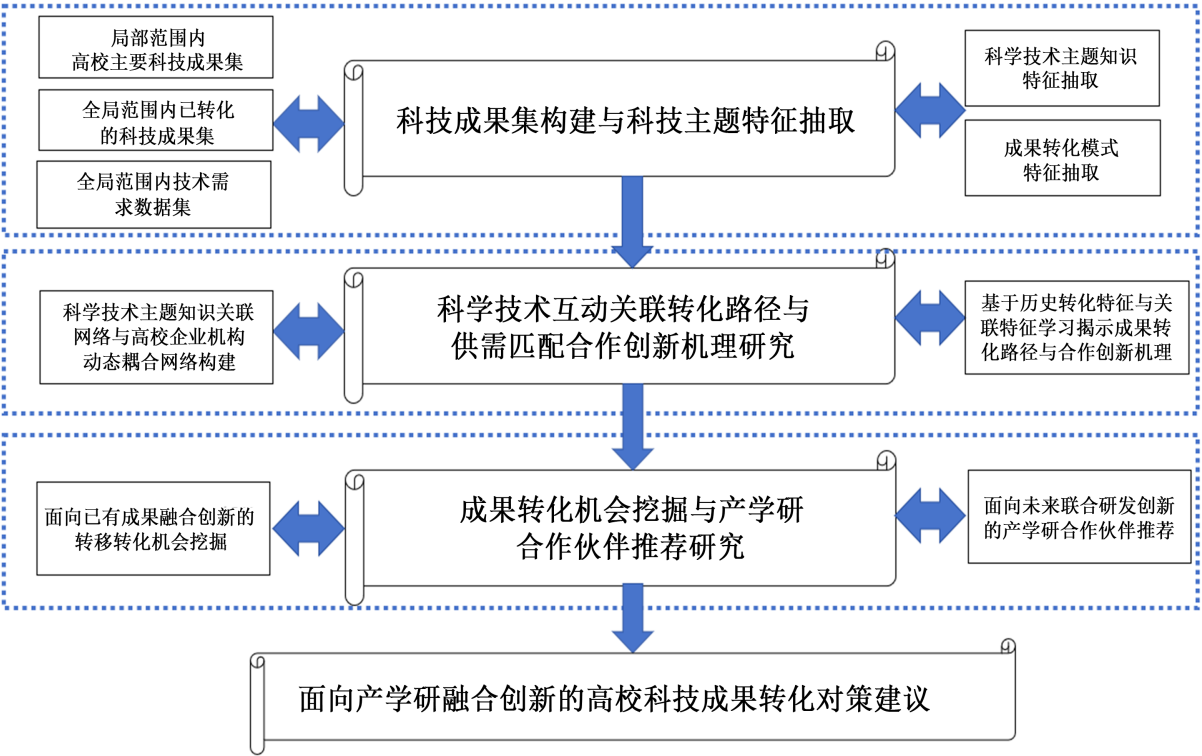 局部范围内
高校主要科技成果集
全局范围内已转化
的科技成果集
全局范围内技术需
求数据集
科技成果集构建与科技主题特征抽取
科学技术主题知识
特征抽取
成果转化模式
特征抽取
科学技术主题知识关联
网络与高校企业机构
动态耦合网络构建
科学技术互动关联转化路径与
供需匹配合作创新机理研究
基于历史转化特征与关
联特征学习揭示成果转
化路径与合作创新机理
面向已有成果融合创新的
转移转化机会挖掘
成果转化机会挖掘与产学研
合作伙伴推荐研究
面向未来联合研发创新
的产学研合作伙伴推荐
面向产学研融合创新的高校科技成果转化对策建议